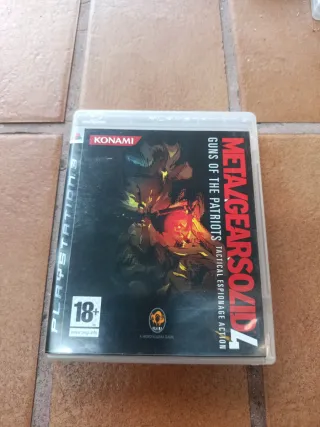 PLAYSTATION 3
KONAMI
METAL GEAR SOLID 4
GUNS OF THE PATRIOTS
TACTICAL ESPIONAGE ACTION
18+